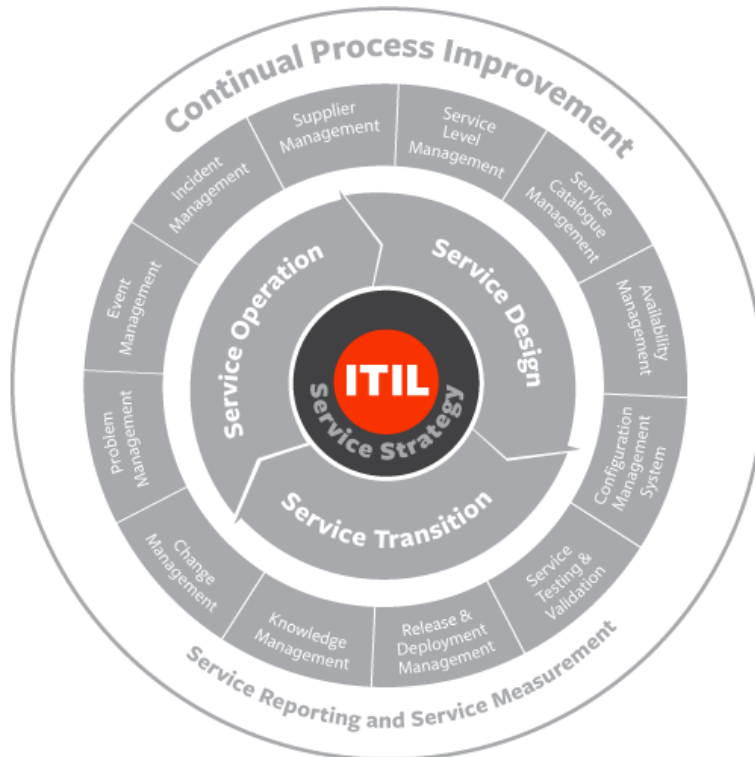 Continual Process Improvement
Supplier
Management
Service
Level
Management
Service
Catalogue
Management
Availability
Management
Configuration
Management
System
Service
Testing &
Validation
Release &
Deployment
Management
Knowledge
Management
Change
Management
Problem
Management
Event
Management
Incident
Management
Service Operation
Service Design
Service Transition
ITIL
Service Strategy
Service Reporting and Service Measurement